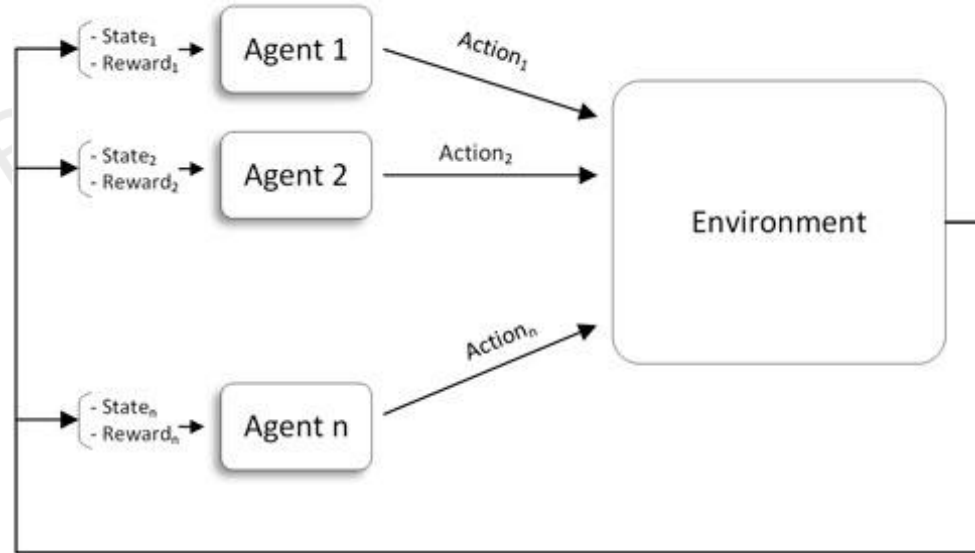 - State₁
- Reward₁
Agent 1
Action₁
- State₂
- Reward₂
Agent 2
Action₂
Environment
- Stateₙ
- Rewardₙ
Agent n
Actionₙ